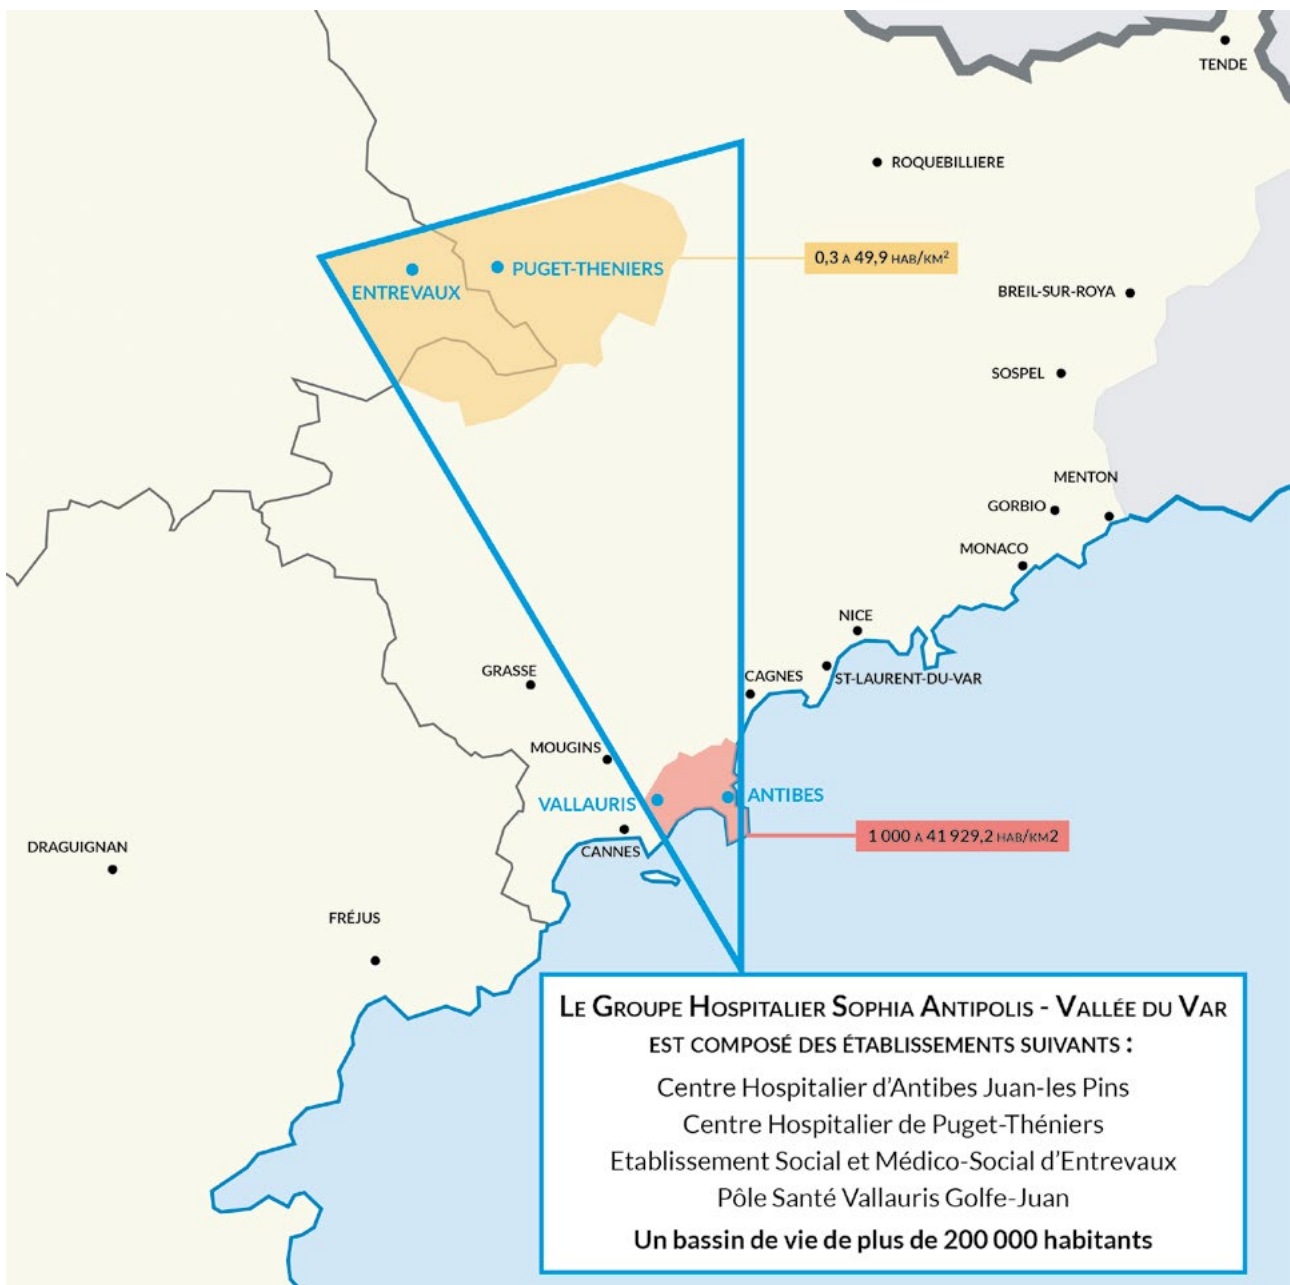 TENDE
ROQUEBILLIERE
0,3 À 49,9 HAB/KM²
PUGET-THENIERS
ENTREVAUX
BREIL-SUR-ROYA
SOSPEL
MENTON
GORBIO
MONACO
NICE
GRASSE
CAGNES
ST-LAURENT-DU-VAR
MOUGINS
VALLAURIS
ANTIBES
CANNES
1 000 À 41 929,2 HAB/KM2
DRAGUIGNAN
FRÉJUS
LE GROUPE HOSPITALIER SOPHIA ANTIPOLIS - VALLÉE DU VAR
EST COMPOSÉ DES ÉTABLISSEMENTS SUIVANTS :
Centre Hospitalier d'Antibes Juan-les Pins
Centre Hospitalier de Puget-Théniers
Etablissement Social et Médico-Social d'Entrevaux
Pôle Santé Vallauris Golfe-Juan
Un bassin de vie de plus de 200 000 habitants